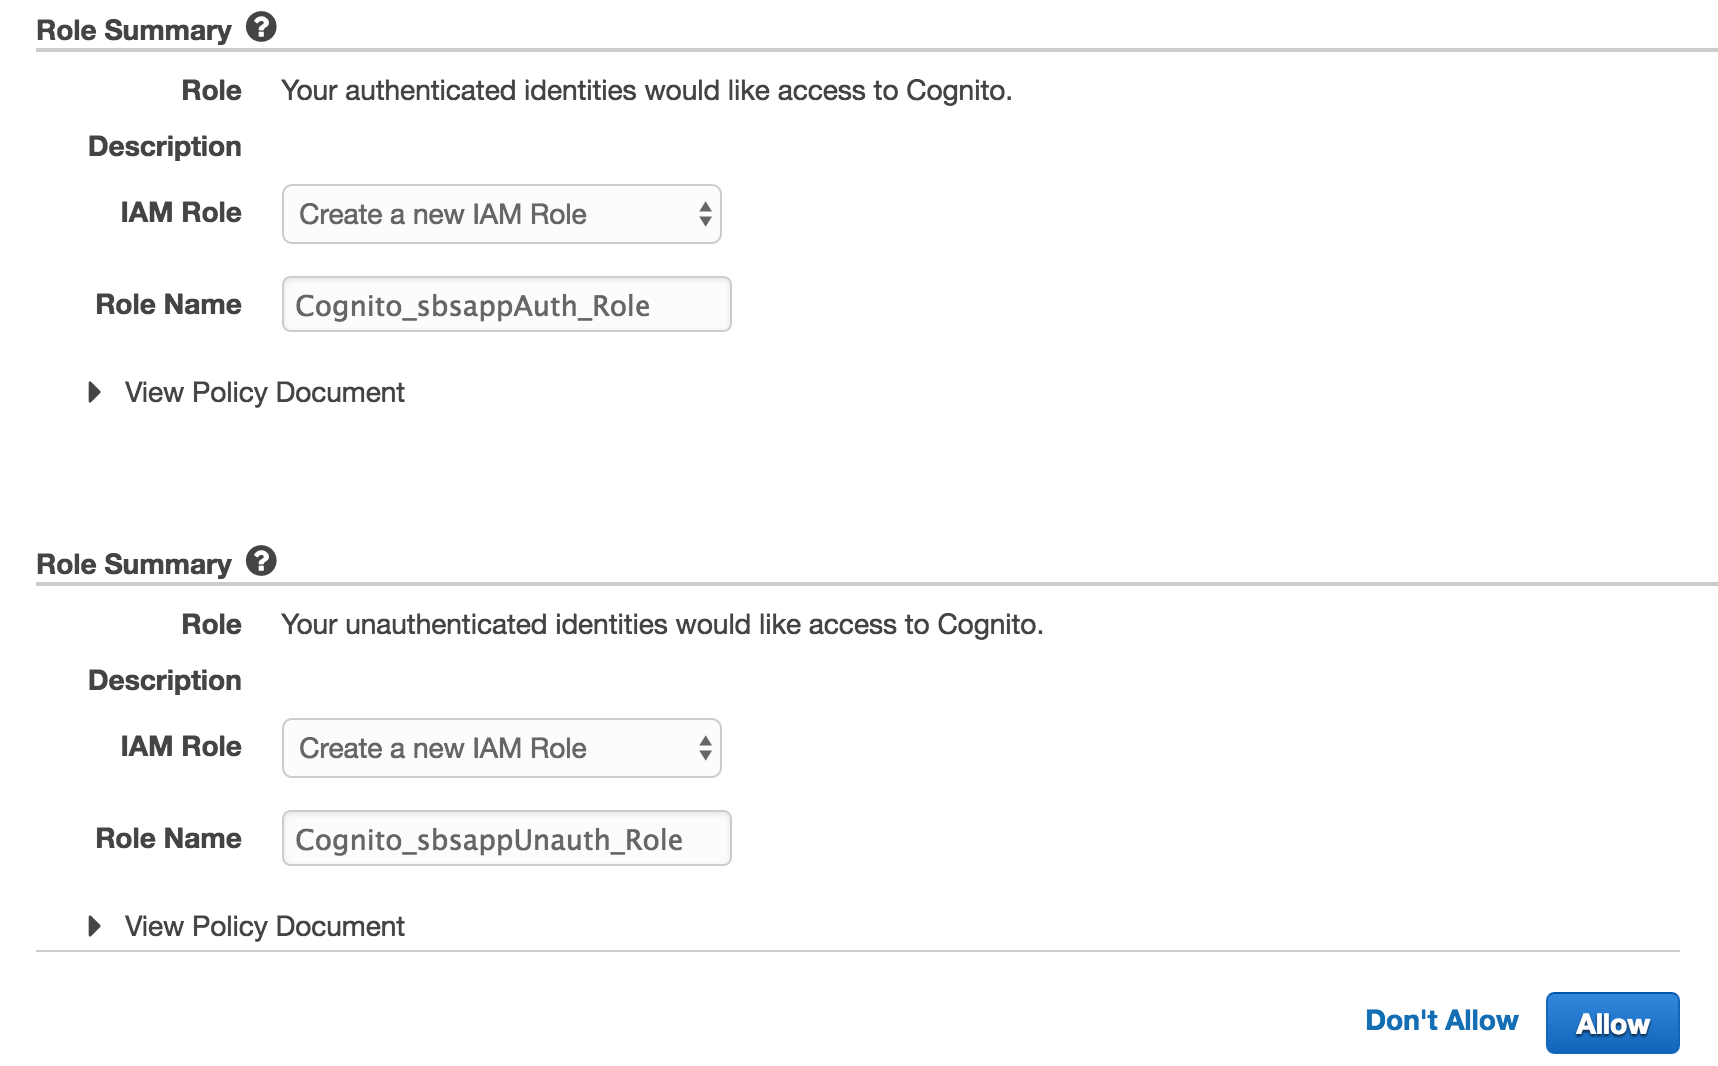 Role Summary ?
Role Your authenticated identities would like access to Cognito.
Description
IAM Role Create a new IAM Role
Role Name Cognito_sbsappAuth_Role
View Policy Document
Role Summary ?
Role Your unauthenticated identities would like access to Cognito.
Description
IAM Role Create a new IAM Role
Role Name Cognito_sbsappUnauth_Role
View Policy Document
Don't Allow Allow